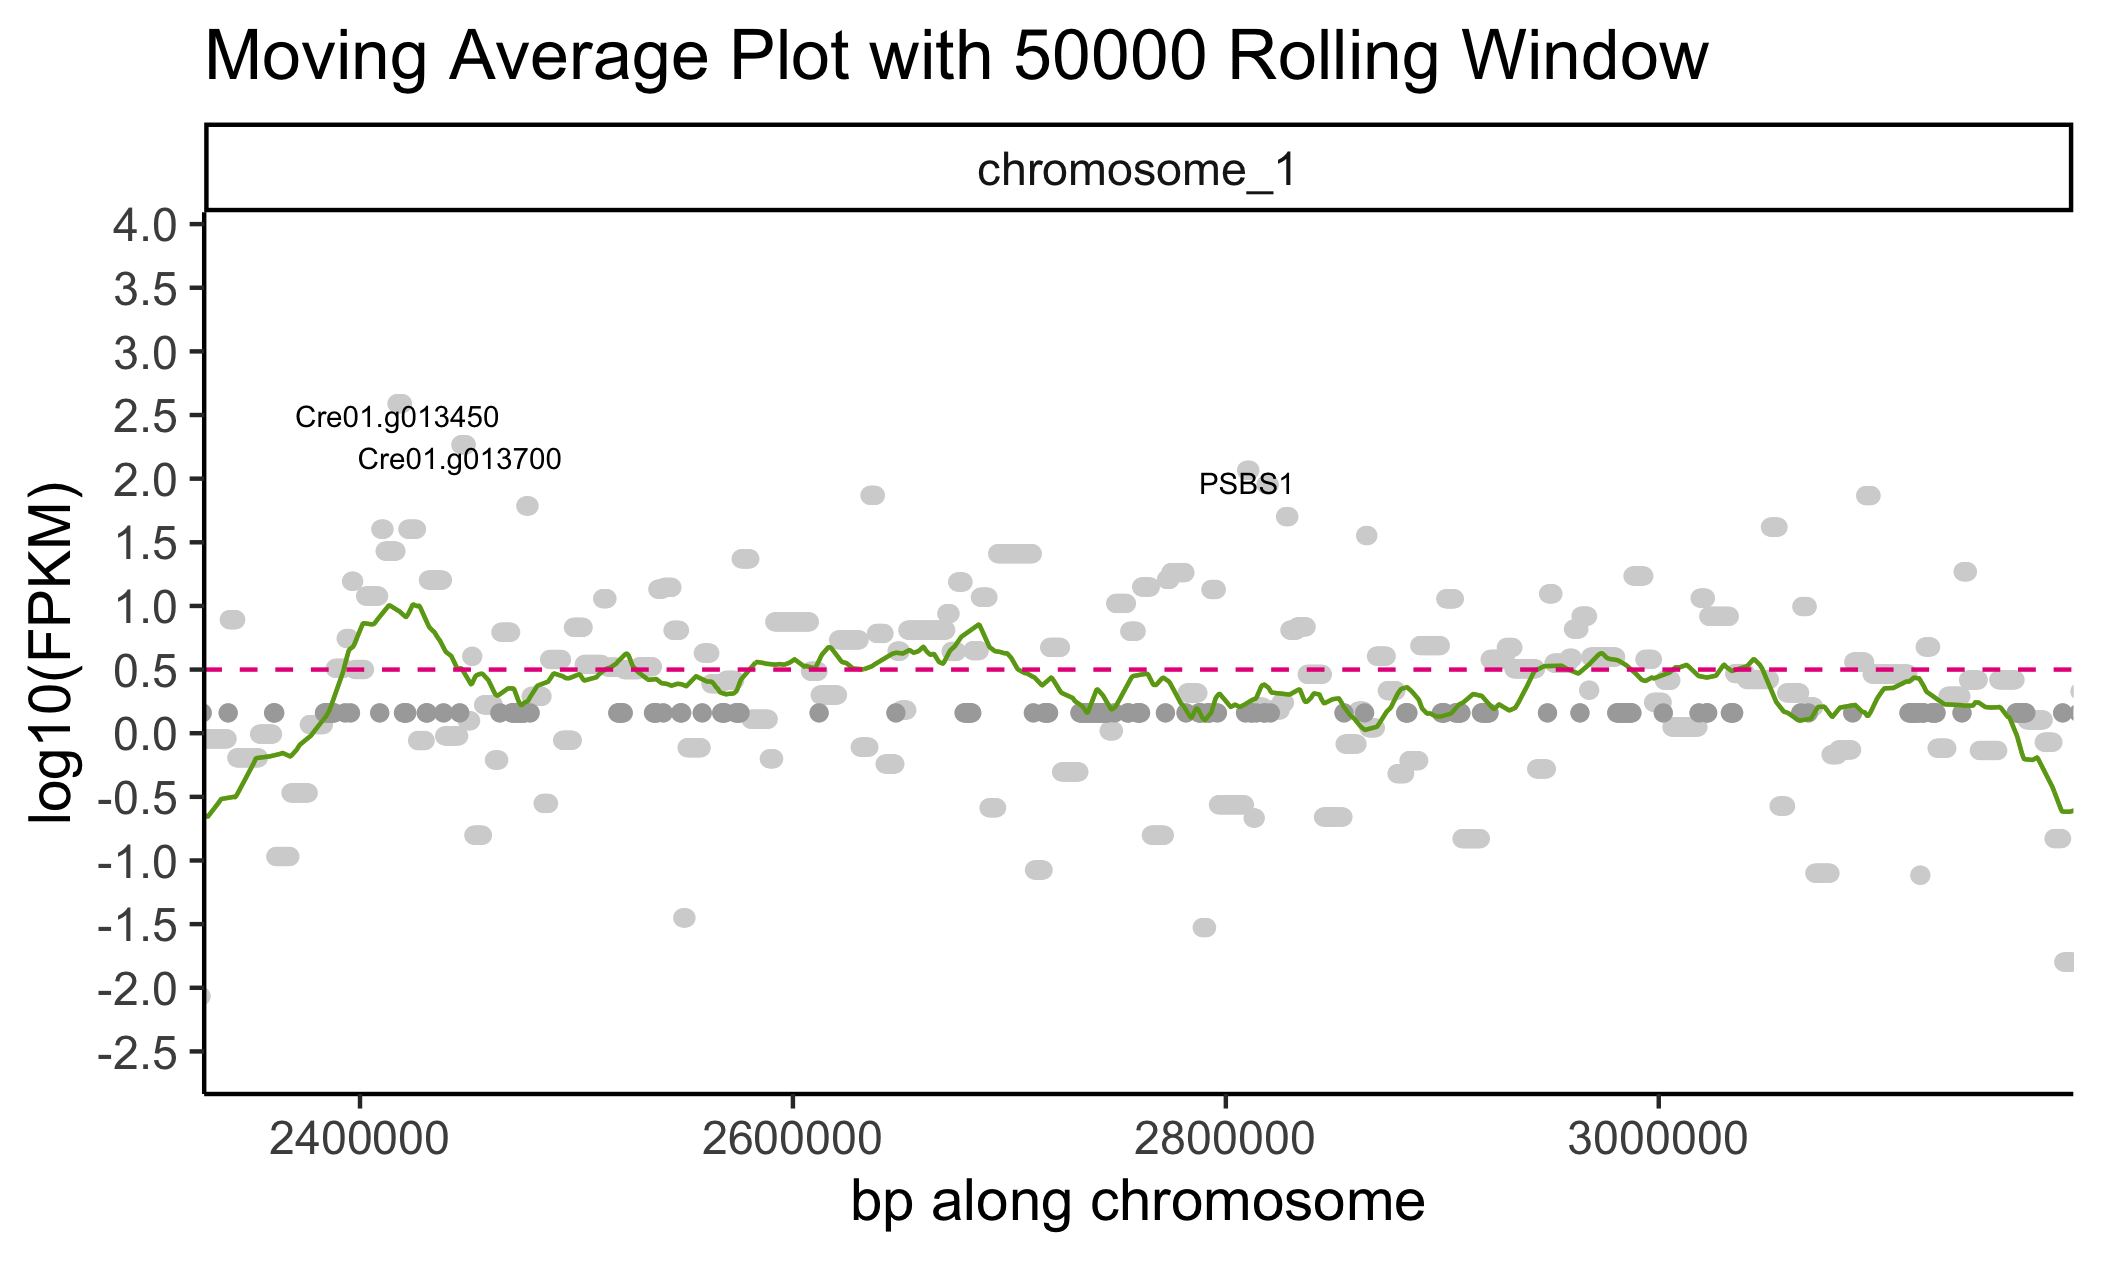 Moving Average Plot with 50000 Rolling Window
chromosome_1
4.0
3.5
3.0
2.5
2.0
1.5
1.0
0.5
0.0
-0.5
-1.0
-1.5
-2.0
-2.5
log10(FPKM)
Cre01.g013450
Cre01.g013700
PSBS1
2400000 2600000 2800000 3000000
bp along chromosome